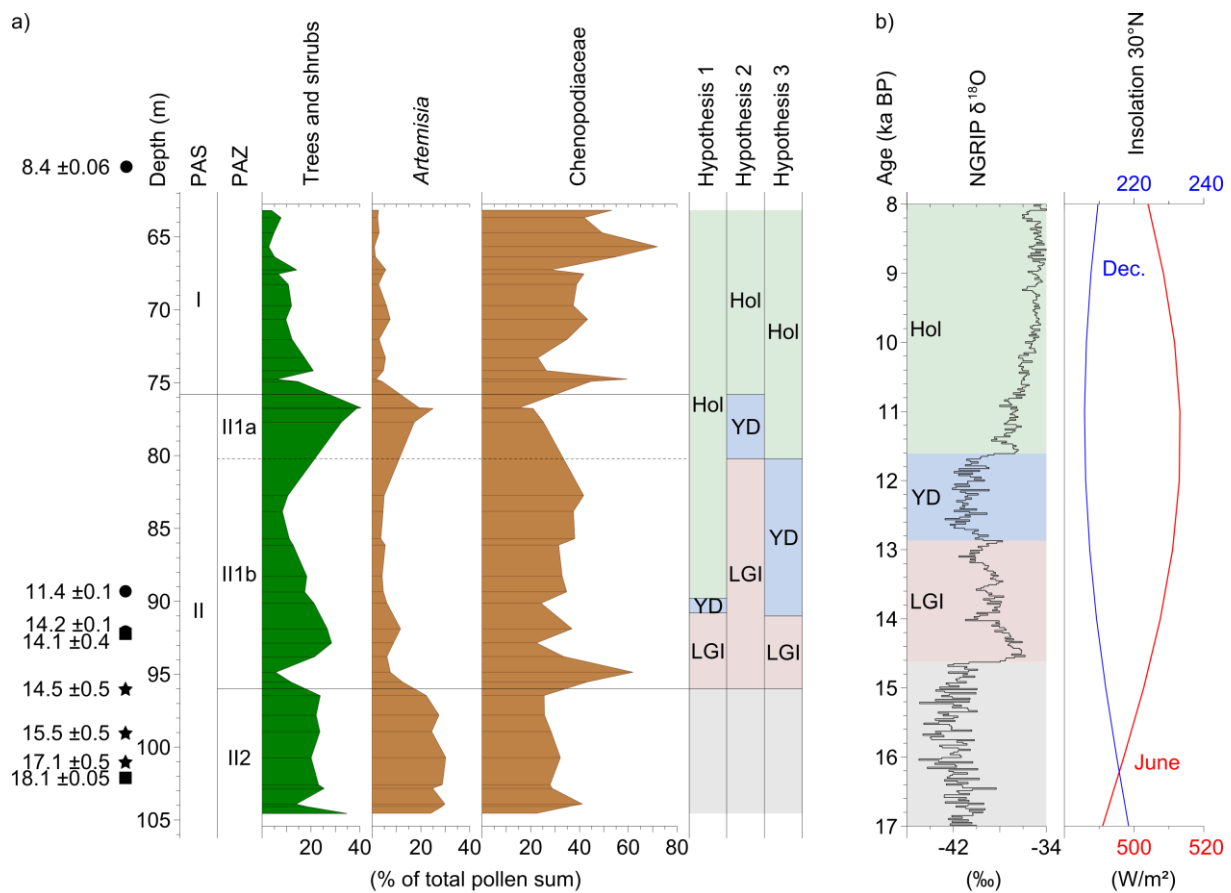 a)
b)
Depth (m)
PAS
PAZ
Trees and shrubs
Artemisia
Chenopodiaceae
Hypothesis 1
Hypothesis 2
Hypothesis 3
Age (ka BP)
NGRIP δ18O
Insolation 30°N
220 240
8.4 ±0.06
11.4 ±0.1
14.2 ±0.1
14.1 ±0.4
14.5 ±0.5
15.5 ±0.5
17.1 ±0.5
18.1 ±0.05
65
70
75
80
85
90
95
100
105
I
II
II1a
II1b
II2
Hol
YD
LGI
Hol
YD
LGI
Hol
YD
LGI
20 40
20 40
20 40 60 80
(% of total pollen sum)
8
9
10
11
12
13
14
15
16
17
Hol
YD
LGI
Dec.
June
-42 -34
(‰)
500 520
(W/m²)